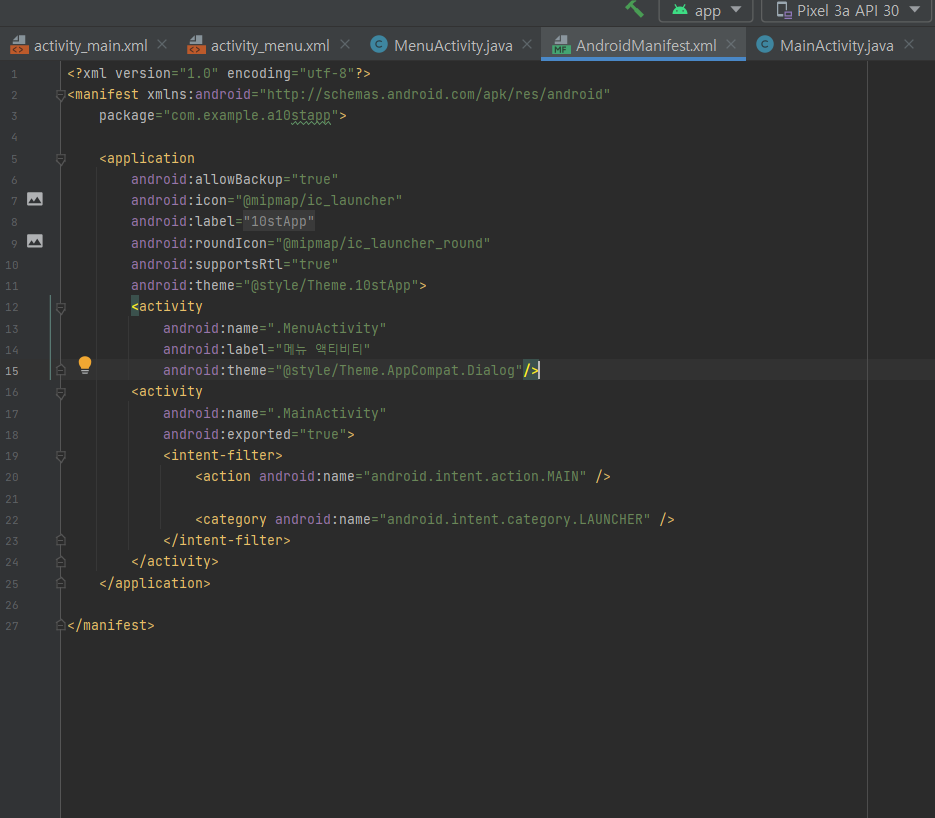 app
Pixel 3a API 30
activity_main.xml
activity_menu.xml
MenuActivity.java
AndroidManifest.xml
MainActivity.java
1 <?xml version="1.0" encoding="utf-8"?>
2 <manifest xmlns:android="http://schemas.android.com/apk/res/android"
3 package="com.example.a10stapp">
4
5 <application
6 android:allowBackup="true"
7 android:icon="@mipmap/ic_launcher"
8 android:label="10stApp"
9 android:roundIcon="@mipmap/ic_launcher_round"
10 android:supportsRtl="true"
11 android:theme="@style/Theme.10stApp">
12 <activity
13 android:name=".MenuActivity"
14 android:label="메뉴 액티비티"
15 android:theme="@style/Theme.AppCompat.Dialog"/>
16 <activity
17 android:name=".MainActivity"
18 android:exported="true">
19 <intent-filter>
20 <action android:name="android.intent.action.MAIN" />
21
22 <category android:name="android.intent.category.LAUNCHER" />
23 </intent-filter>
24 </activity>
25 </application>
26
27 </manifest>